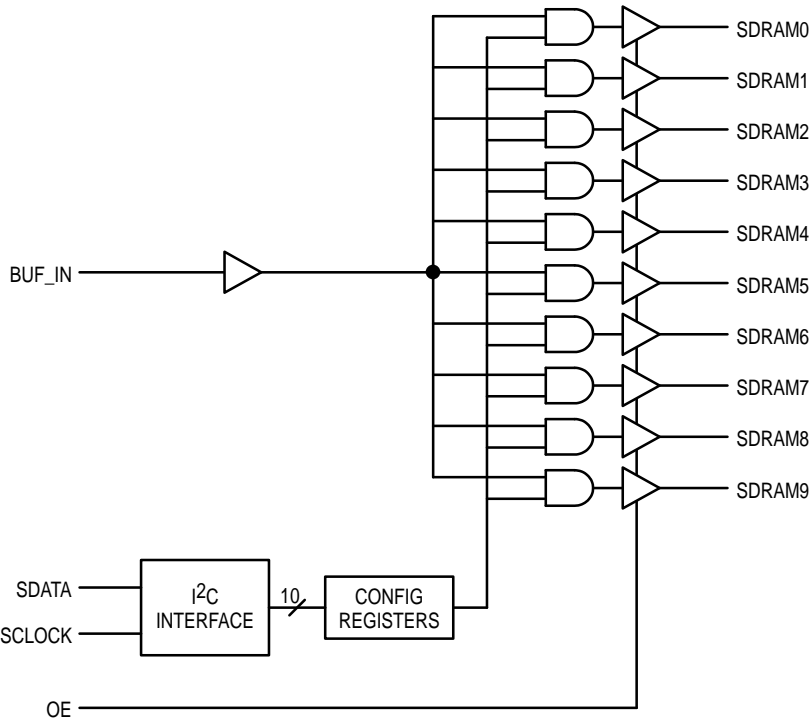 SDRAM0
SDRAM1
SDRAM2
SDRAM3
SDRAM4
BUF_IN
SDRAM5
SDRAM6
SDRAM7
SDRAM8
SDRAM9
SDATA
SCLOCK
I2C
INTERFACE
10
CONFIG
REGISTERS
OE